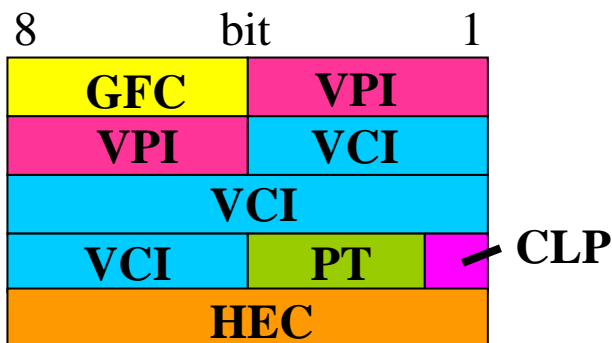 8 bit 1
GFC VPI
VPI VCI
VCI
VCI PT CLP
HEC